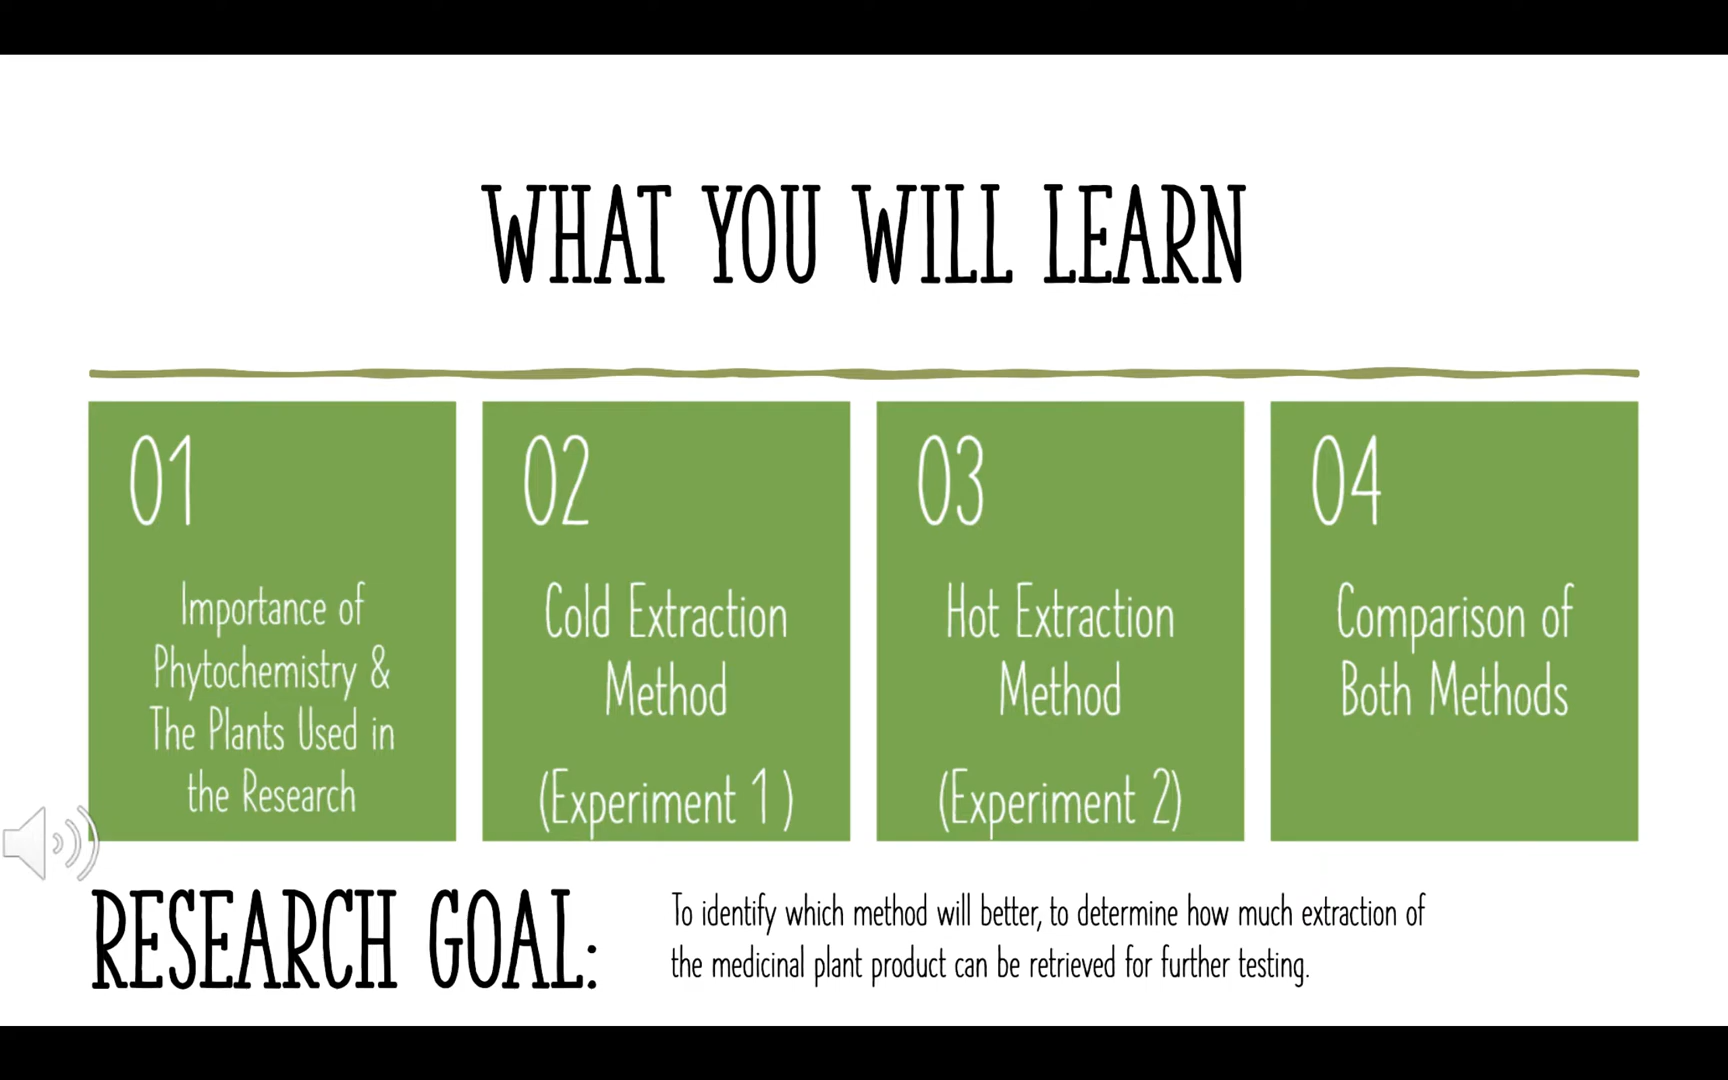 WHAT YOU WILL LEARN
01
Importance of
Phytochemistry &
The Plants Used in
the Research
02
Cold Extraction
Method
(Experiment 1 )
03
Hot Extraction
Method
(Experiment 2)
04
Comparison of
Both Methods
RESEARCH GOAL:
To identify which method will better, to determine how much extraction of
the medicinal plant product can be retrieved for further testing.